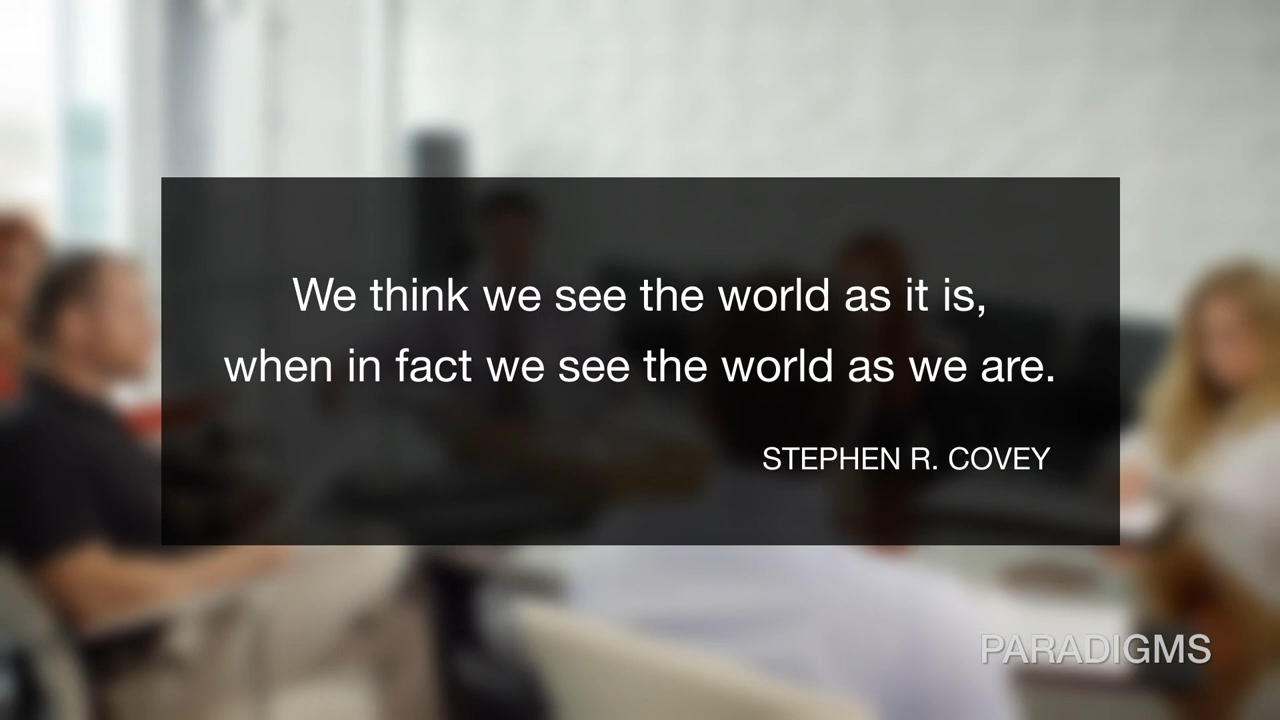 We think we see the world as it is,
when in fact we see the world as we are.
STEPHEN R. COVEY
PARADIGMS